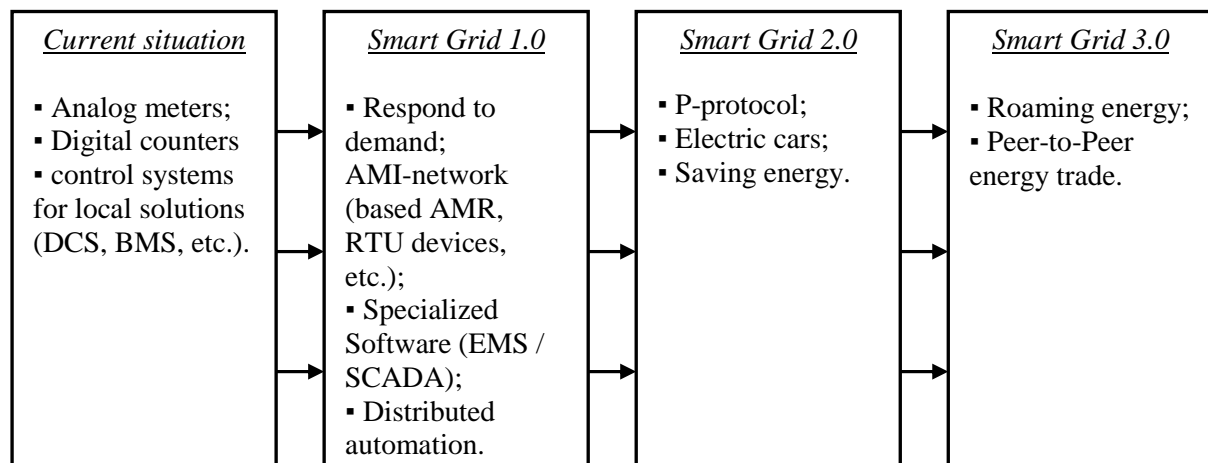 Current situation
▪ Analog meters;
▪ Digital counters
▪ control systems
for local solutions
(DCS, BMS, etc.).
Smart Grid 1.0
▪ Respond to
demand;
AMI-network
(based AMR,
RTU devices,
etc.);
▪ Specialized
Software (EMS /
SCADA);
▪ Distributed
automation.
Smart Grid 2.0
▪ P-protocol;
▪ Electric cars;
▪ Saving energy.
Smart Grid 3.0
▪ Roaming energy;
▪ Peer-to-Peer
energy trade.